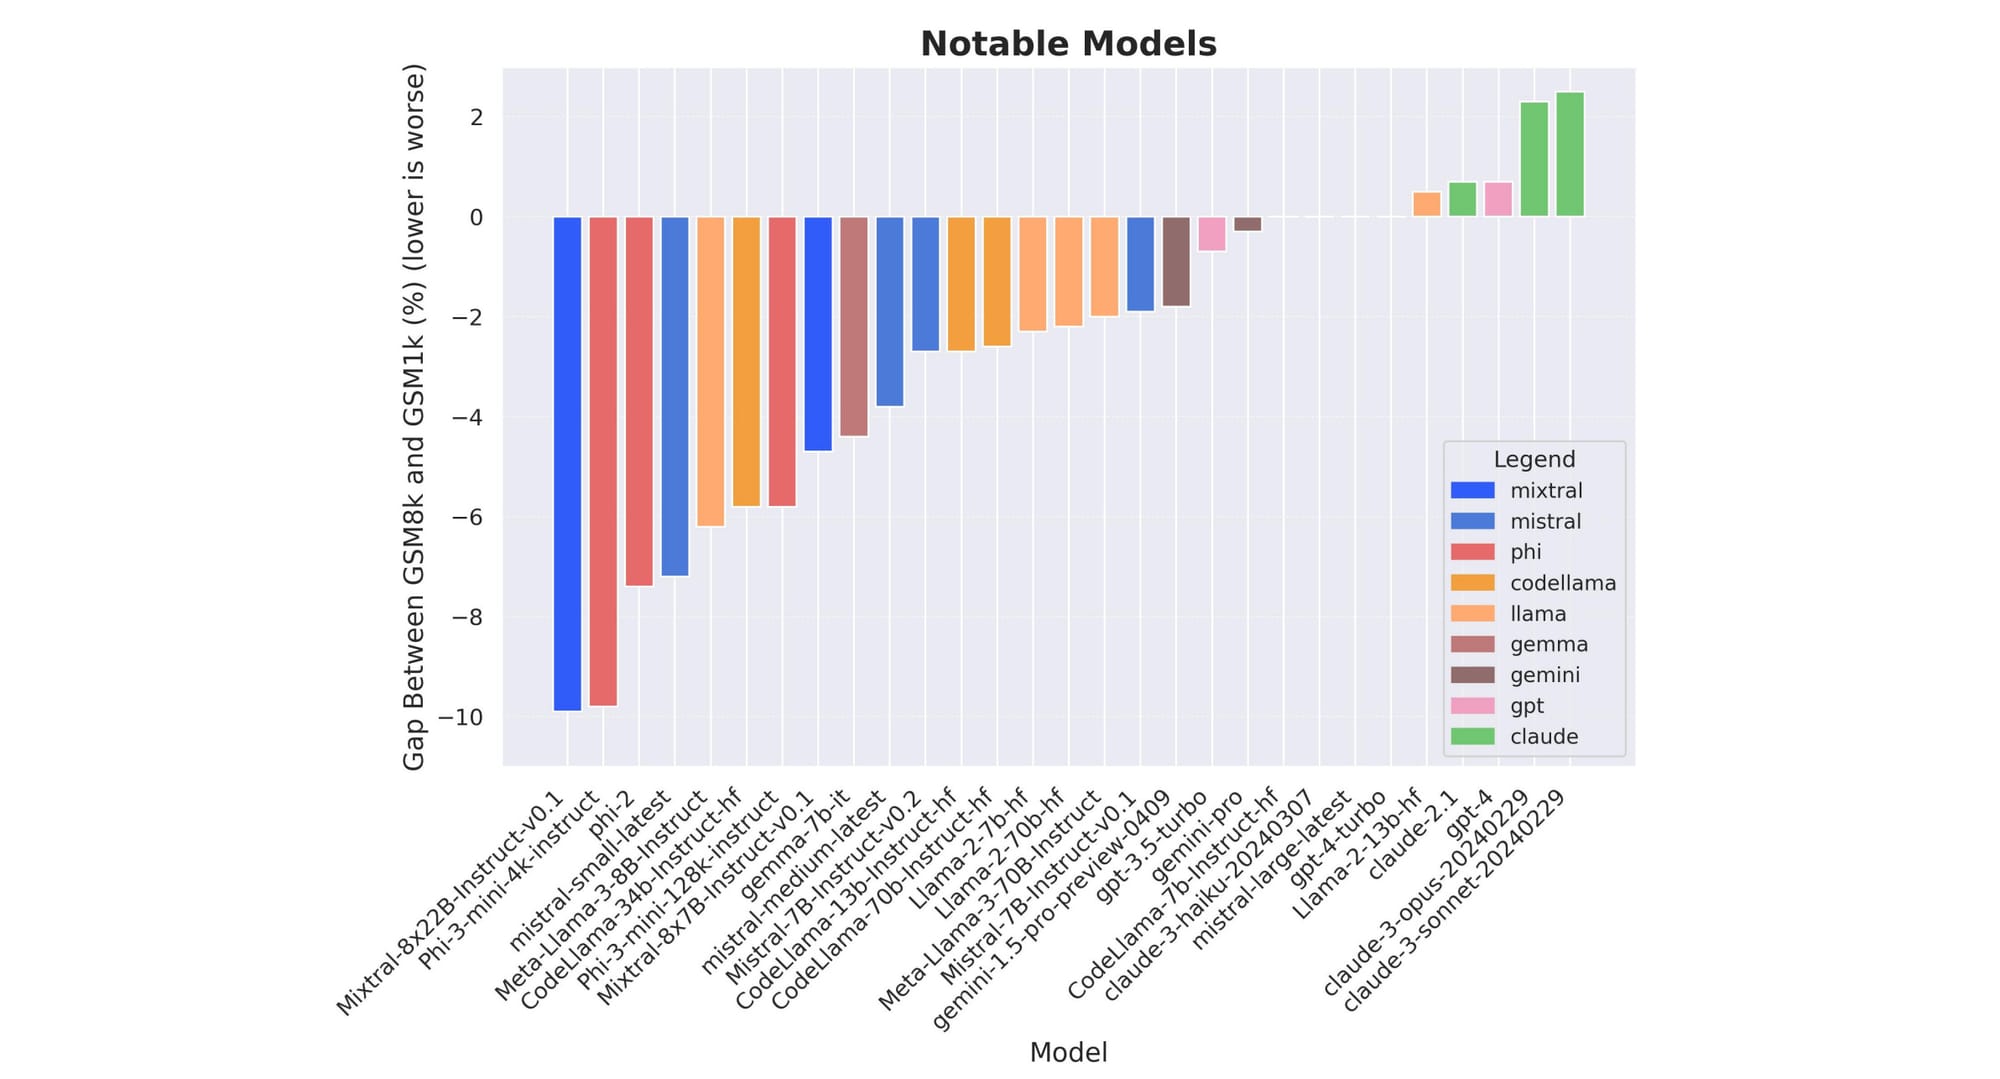 Notable Models
Gap Between GSM8k and GSM1k (%) (lower is worse)
2
0
−2
−4
−6
−8
−10
Legend
mixtral
mistral
phi
codellama
llama
gemma
gemini
gpt
claude
Mixtral-8x22B-Instruct-v0.1
Phi-3-mini-4k-instruct
phi-2
mistral-small-latest
Meta-Llama-3-8B-Instruct
CodeLlama-34b-Instruct-hf
Phi-3-mini-128k-instruct
Mixtral-8x7B-Instruct-v0.1
gemma-7b-it
mistral-medium-latest
Mistral-7B-Instruct-v0.2
CodeLlama-13b-Instruct-hf
CodeLlama-70b-Instruct-hf
Llama-2-7b-hf
Llama-2-70b-hf
Meta-Llama-3-70B-Instruct
Mistral-7B-Instruct-v0.1
gemini-1.5-pro-preview-0409
gpt-3.5-turbo
gemini-pro
CodeLlama-7b-Instruct-hf
claude-3-haiku-20240307
mistral-large-latest
gpt-4-turbo
Llama-2-13b-hf
claude-2.1
gpt-4
claude-3-opus-20240229
claude-3-sonnet-20240229
Model